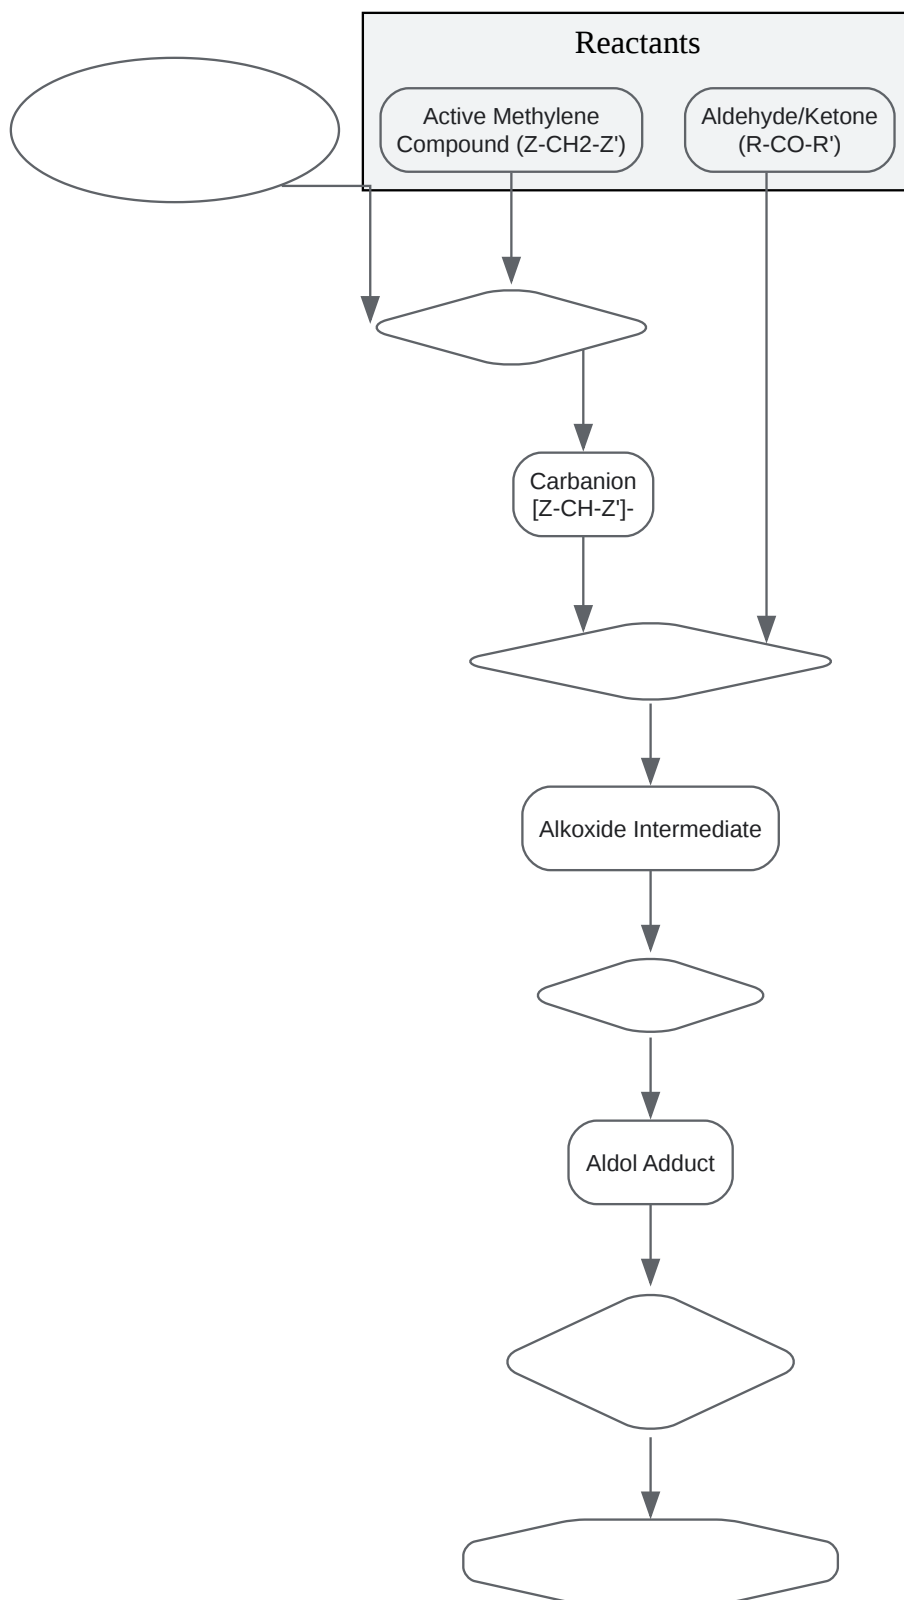 Reactants
Active Methylene
Compound (Z-CH2-Z')
Aldehyde/Ketone
(R-CO-R')
Carbanion
[Z-CH-Z']-
Alkoxide Intermediate
Aldol Adduct